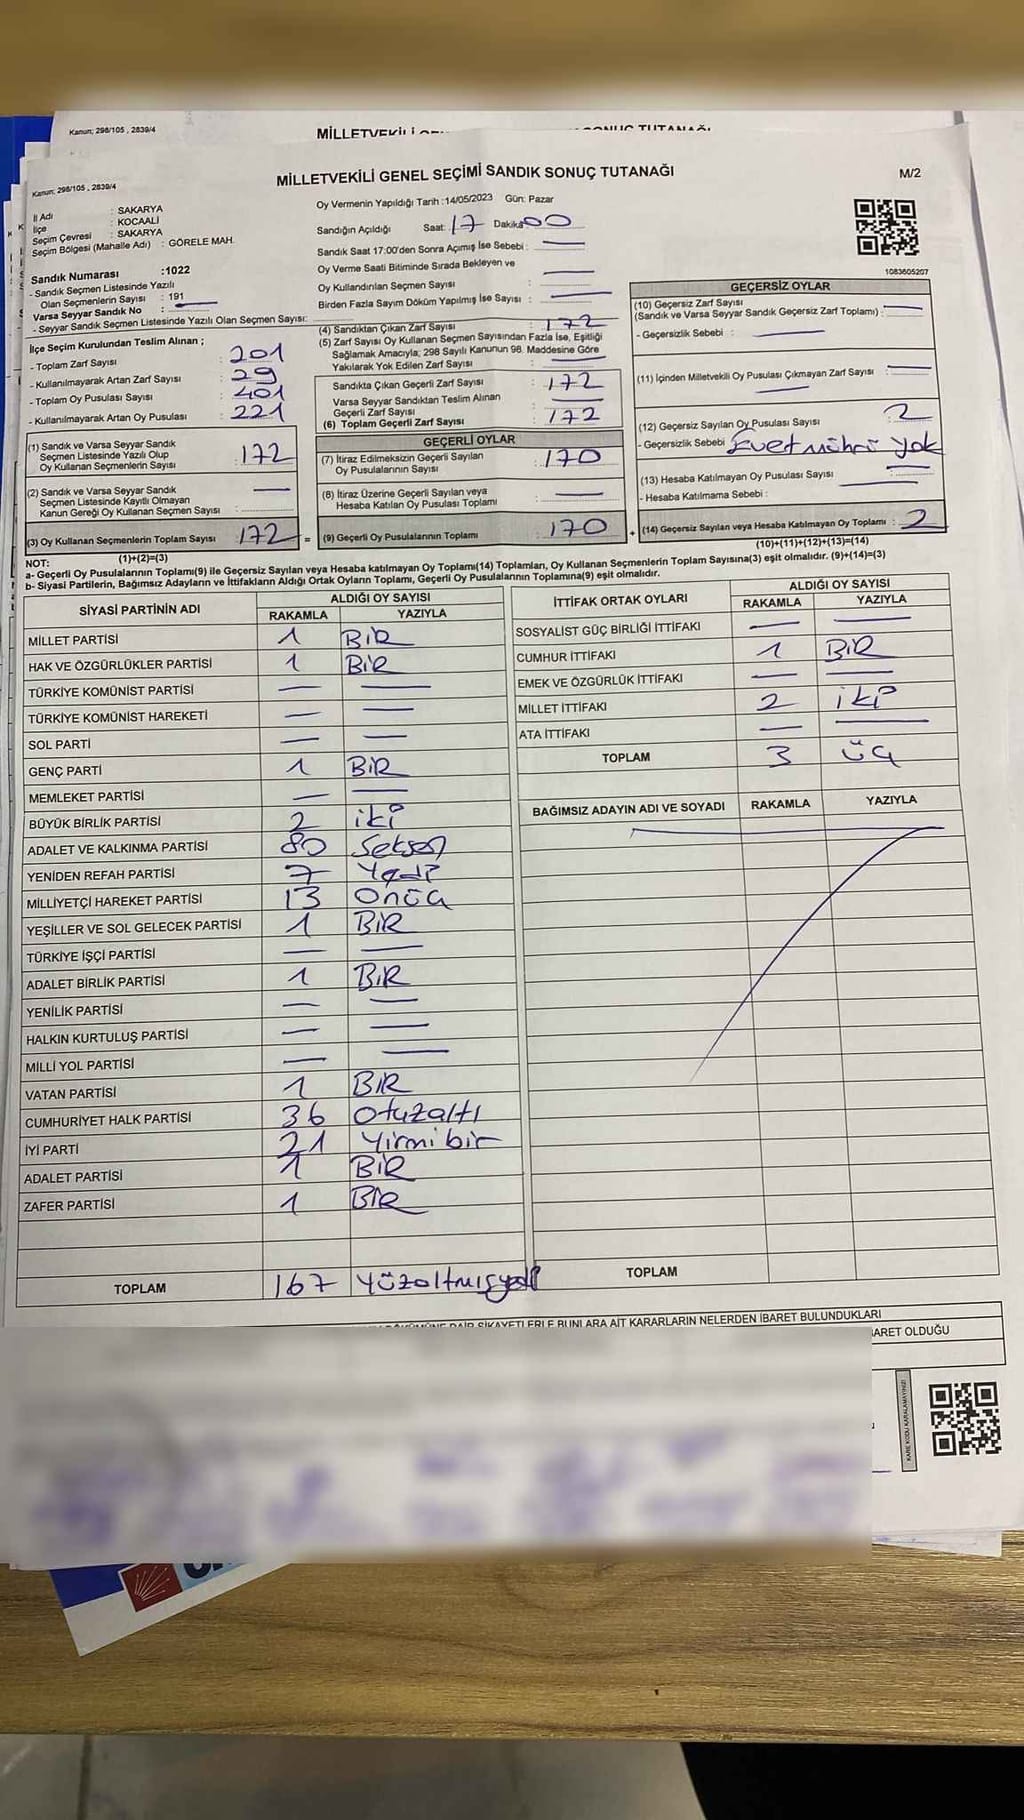 Kanun; 298/105 , 2839/4
Kanun; 298/105 , 2839/4
MİLLETVEKİLİ GENEL SEÇİMİ SANDIK SONUÇ TUTANAĞI
M/2
İl Adı : SAKARYA
İlçe : KOCAALİ
Seçim Çevresi : SAKARYA
Seçim Bölgesi (Mahalle Adı) : GÖRELE MAH.
Sandık Numarası :1022
- Sandık Seçmen Listesinde Yazılı
Olan Seçmenlerin Sayısı : 191
Varsa Seyyar Sandık No :
- Seyyar Sandık Seçmen Listesinde Yazılı Olan Seçmen Sayısı:
Oy Vermenin Yapıldığı Tarih :14/05/2023 Gün: Pazar
Sandığın Açıldığı Saat: 17 Dakika 00
Sandık Saat 17:00'den Sonra Açımış İse Sebebi : —
Oy Verme Saati Bitiminde Sırada Bekleyen ve
Oy Kullandırılan Seçmen Sayısı : —
Birden Fazla Sayım Döküm Yapılmış İse Sayısı : —
1083605207
İlçe Seçim Kurulundan Teslim Alınan ;
- Toplam Zarf Sayısı : 201
- Kullanılmayarak Artan Zarf Sayısı : 29
- Toplam Oy Pusulası Sayısı : 401
- Kullanılmayarak Artan Oy Pusulası : 221
(1) Sandık ve Varsa Seyyar Sandık
Seçmen Listesinde Yazılı Olup
Oy Kullanan Seçmenlerin Sayısı : 172
(2) Sandık ve Varsa Seyyar Sandık
Seçmen Listesinde Kayıtlı Olmayan
Kanun Gereği Oy Kullanan Seçmen Sayısı : —
(3) Oy Kullanan Seçmenlerin Toplam Sayısı : 172 =
(1)+(2)=(3)
(4) Sandıktan Çıkan Zarf Sayısı : 172
(5) Zarf Sayısı Oy Kullanan Seçmen Sayısından Fazla İse, Eşitliği
Sağlamak Amacıyla, 298 Sayılı Kanunun 98. Maddesine Göre
Yakılarak Yok Edilen Zarf Sayısı : —
Sandıkta Çıkan Geçerli Zarf Sayısı : 172
Varsa Seyyar Sandıktan Teslim Alınan
Geçerli Zarf Sayısı : —
(6) Toplam Geçerli Zarf Sayısı : 172
GEÇERLİ OYLAR
(7) İtiraz Edilmeksizin Geçerli Sayılan
Oy Pusulalarının Sayısı : 170
(8) İtiraz Üzerine Geçerli Sayılan veya
Hesaba Katılan Oy Pusulası Toplamı : —
(9) Geçerli Oy Pusulalarının Toplamı : 170 +
GEÇERSİZ OYLAR
(10) Geçersiz Zarf Sayısı
(Sandık ve Varsa Seyyar Sandık Geçersiz Zarf Toplamı) : —
- Geçersizlik Sebebi : —
(11) İçinden Milletvekili Oy Pusulası Çıkmayan Zarf Sayısı : —
(12) Geçersiz Sayılan Oy Pusulası Sayısı : 2
- Geçersizlik Sebebi : Evet mührü yok
(13) Hesaba Katılmayan Oy Pusulası Sayısı : —
- Hesaba Katılmama Sebebi : —
(14) Geçersiz Sayılan veya Hesaba Katılmayan Oy Toplamı : 2
(10)+(11)+(12)+(13)=(14)
NOT:
a- Geçerli Oy Pusulalarının Toplamı(9) ile Geçersiz Sayılan veya Hesaba katılmayan Oy Toplamı(14) Toplamları, Oy Kullanan Seçmenlerin Toplam Sayısına(3) eşit olmalıdır. (9)+(14)=(3)
b- Siyasi Partilerin, Bağımsız Adayların ve İttifakların Aldığı Ortak Oyların Toplamı, Geçerli Oy Pusulalarının Toplamına(9) eşit olmalıdır.
SİYASİ PARTİNİN ADI ALDIĞI OY SAYISI
RAKAMLA YAZIYLA
MİLLET PARTİSİ 1 BİR
HAK VE ÖZGÜRLÜKLER PARTİSİ 1 BİR
TÜRKİYE KOMÜNİST PARTİSİ — —
TÜRKİYE KOMÜNİST HAREKETİ — —
SOL PARTİ — —
GENÇ PARTİ 1 BİR
MEMLEKET PARTİSİ — —
BÜYÜK BİRLİK PARTİSİ 2 iki
ADALET VE KALKINMA PARTİSİ 80 Seksen
YENİDEN REFAH PARTİSİ 7 Yedi
MİLLİYETÇİ HAREKET PARTİSİ 13 Onüç
YEŞİLLER VE SOL GELECEK PARTİSİ 1 BİR
TÜRKİYE İŞÇİ PARTİSİ — —
ADALET BİRLİK PARTİSİ 1 BİR
YENİLİK PARTİSİ — —
HALKIN KURTULUŞ PARTİSİ — —
MİLLİ YOL PARTİSİ — —
VATAN PARTİSİ 1 BİR
CUMHURİYET HALK PARTİSİ 36 Otuzaltı
İYİ PARTİ 21 Yirmibir
ADALET PARTİSİ 1 BİR
ZAFER PARTİSİ 1 BİR
TOPLAM 167 Yüzaltmışyedi
İTTİFAK ORTAK OYLARI ALDIĞI OY SAYISI
RAKAMLA YAZIYLA
SOSYALİST GÜÇ BİRLİĞİ İTTİFAKI — —
CUMHUR İTTİFAKI 1 BİR
EMEK VE ÖZGÜRLÜK İTTİFAKI — —
MİLLET İTTİFAKI 2 iki
ATA İTTİFAKI — —
TOPLAM 3 üç
BAĞIMSIZ ADAYIN ADI VE SOYADI RAKAMLA YAZIYLA
TOPLAM
ŞİKAYETLERLE BUNLARA AİT KARARLARIN NELERDEN İBARET BULUNDUKLARI
OLDUĞU
KARE KODU KARALAMAYINIZ!